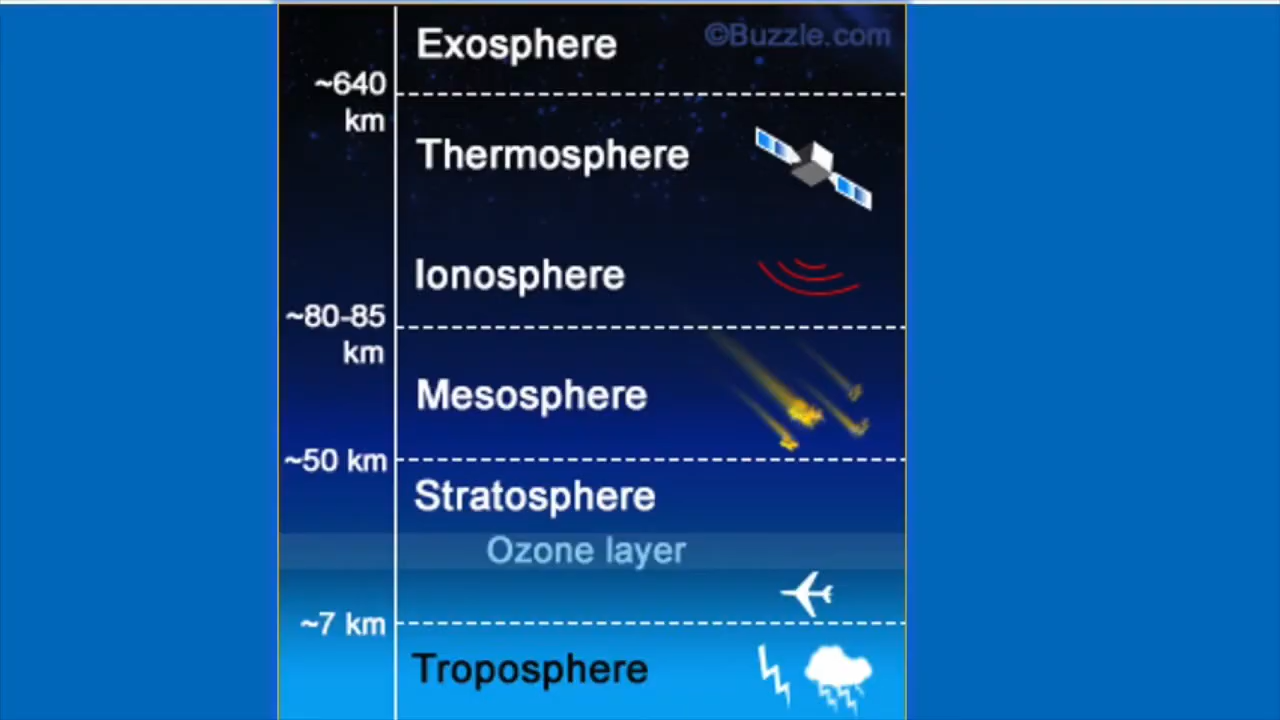 Exosphere
©Buzzle.com
~640
km
Thermosphere
Ionosphere
~80-85
km
Mesosphere
~50 km
Stratosphere
Ozone layer
~7 km
Troposphere